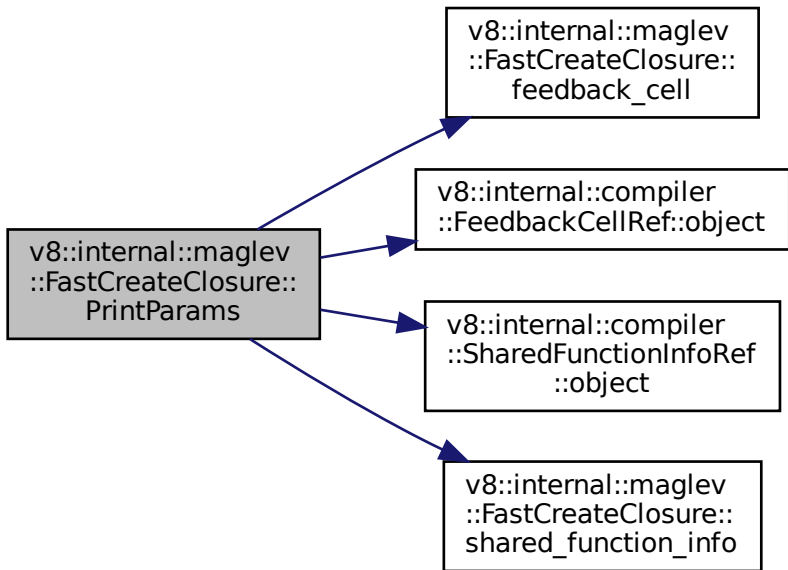 v8::internal::maglev
::FastCreateClosure::
feedback_cell
v8::internal::compiler
::FeedbackCellRef::object
v8::internal::maglev
::FastCreateClosure::
PrintParams
v8::internal::compiler
::SharedFunctionInfoRef
::object
v8::internal::maglev
::FastCreateClosure::
shared_function_info